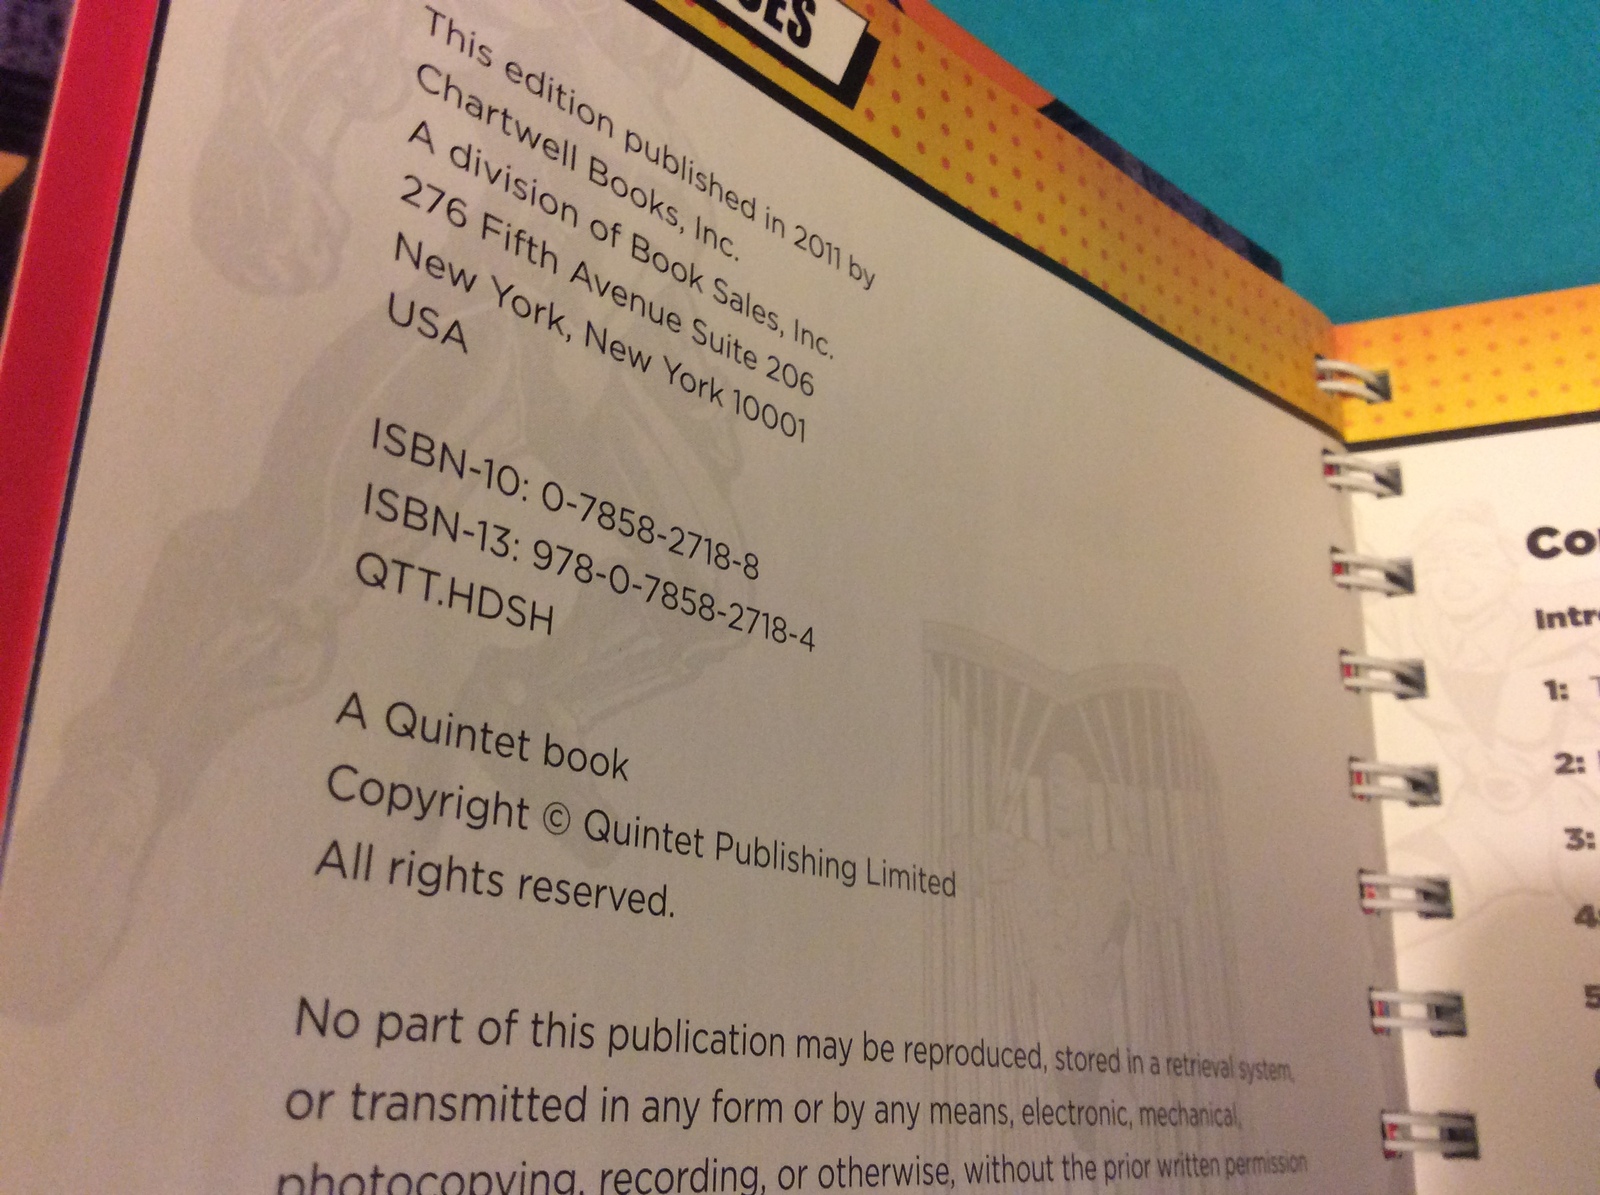 This edition published in 2011 by
Chartwell Books, Inc.
A division of Book Sales, Inc.
276 Fifth Avenue Suite 206
New York, New York 10001
USA
ISBN-10: 0-7858-2718-8
ISBN-13: 978-0-7858-2718-4
QTT.HDSH
A Quintet book
Copyright © Quintet Publishing Limited
All rights reserved.
No part of this publication may be reproduced, stored in a retrieval system,
or transmitted in any form or by any means, electronic, mechanical,
photocopying, recording, or otherwise, without the prior written permission
1:
2:
3: